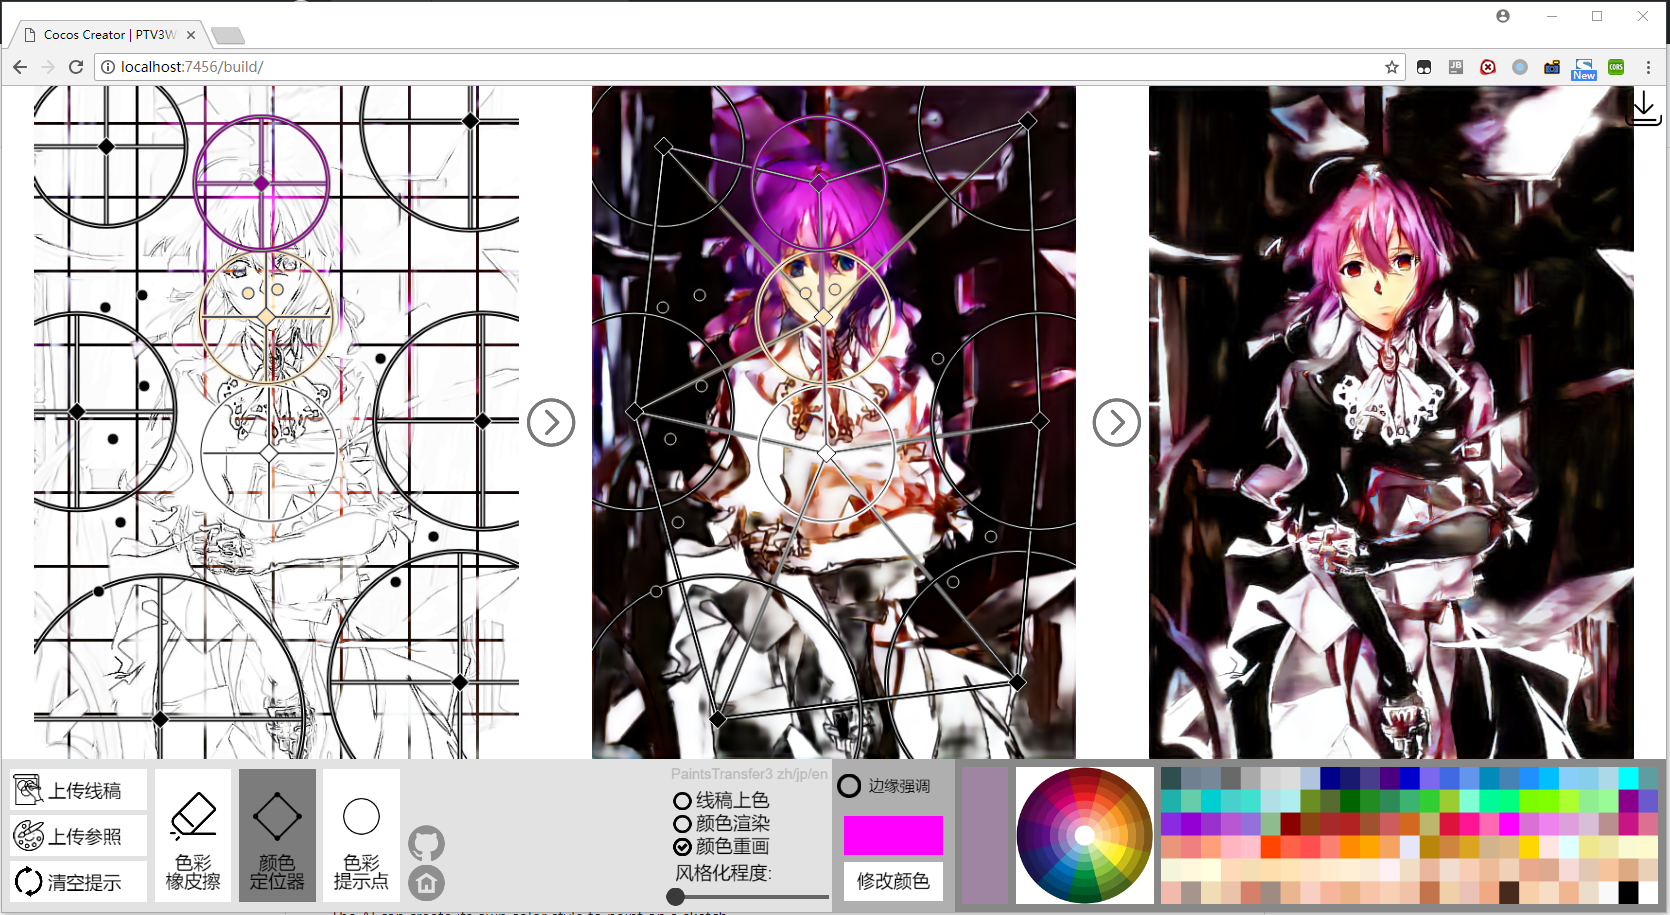 Cocos Creator | PTV3W
localhost:7456/build/
JB
New
CORS
上传线稿
上传参照
清空提示
色彩
橡皮擦
颜色
定位器
色彩
提示点
PaintsTransfer3 zh/jp/en
线稿上色
颜色渲染
颜色重画
风格化程度:
边缘强调
修改颜色